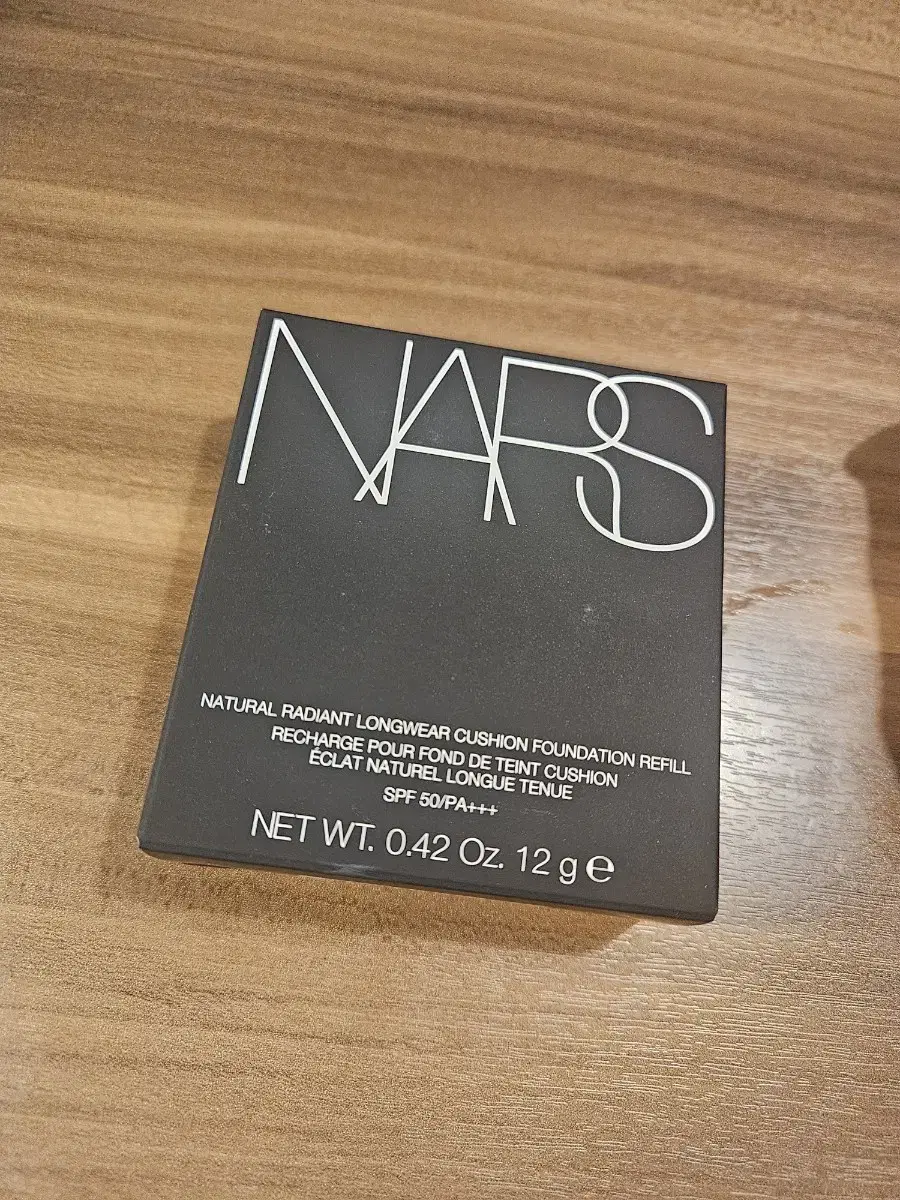 NARS
NATURAL RADIANT LONGWEAR CUSHION FOUNDATION REFILL
RECHARGE POUR FOND DE TEINT CUSHION
ÉCLAT NATUREL LONGUE TENUE
SPF 50/PA+++
NET WT. 0.42 Oz. 12 g ℮